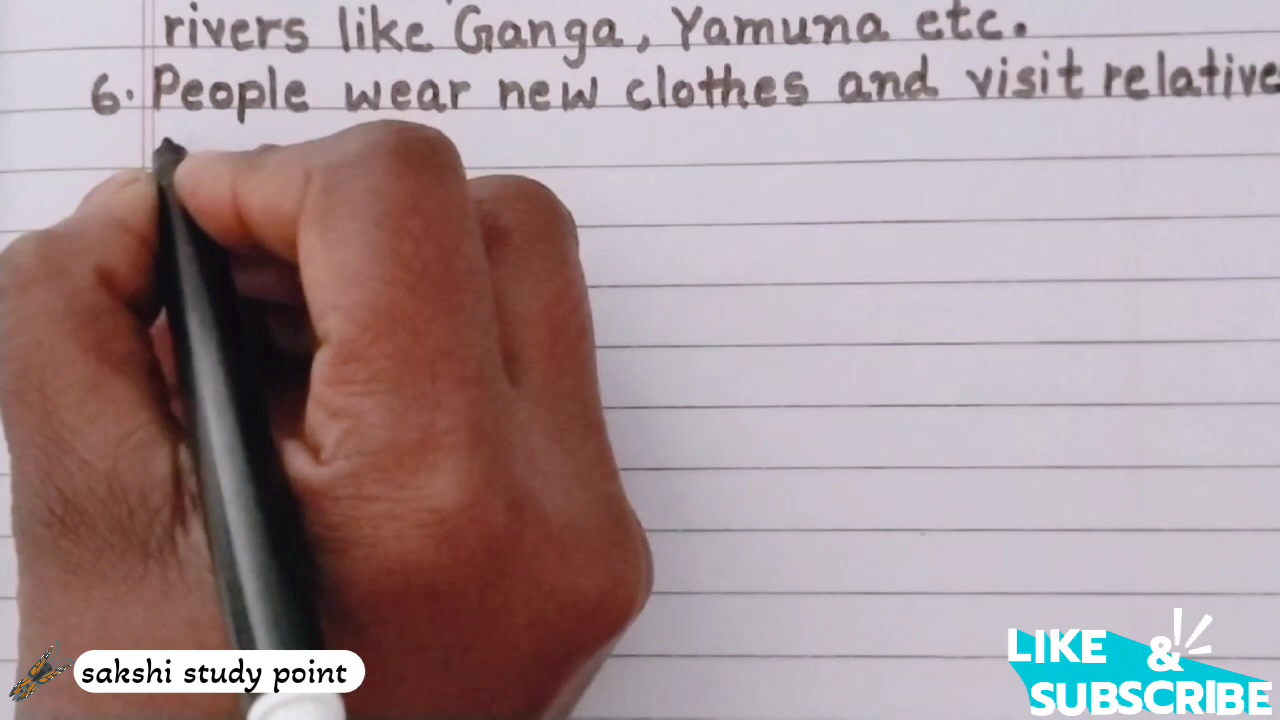 rivers like Ganga, Yamuna etc.
6. People wear new clothes and visit relative
sakshi study point
LIKE &
SUBSCRIBE